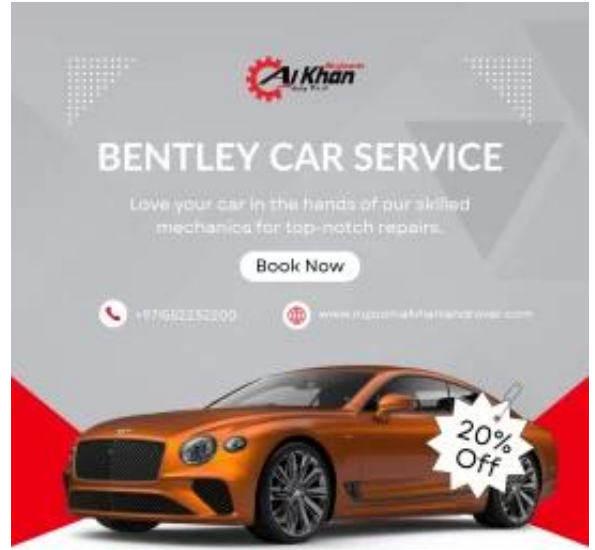 Al Khan
BENTLEY CAR SERVICE
Love your car in the hands of our skilled
mechanics for top-notch repairs.
Book Now
+971552232200
20%
Off